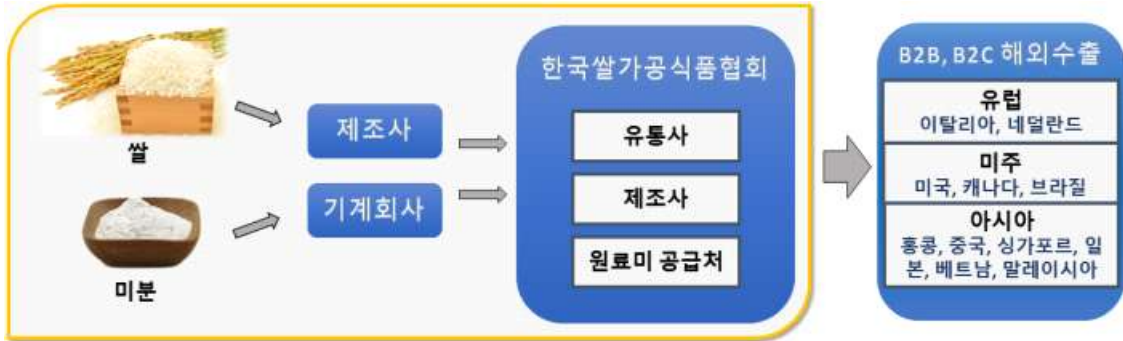 쌀
미분
제조사
기계회사
한국쌀가공식품협회
유통사
제조사
원료미 공급처
B2B, B2C 해외수출
유럽
이탈리아, 네덜란드
미주
미국, 캐나다, 브라질
아시아
홍콩, 중국, 싱가포르, 일
본, 베트남, 말레이시아